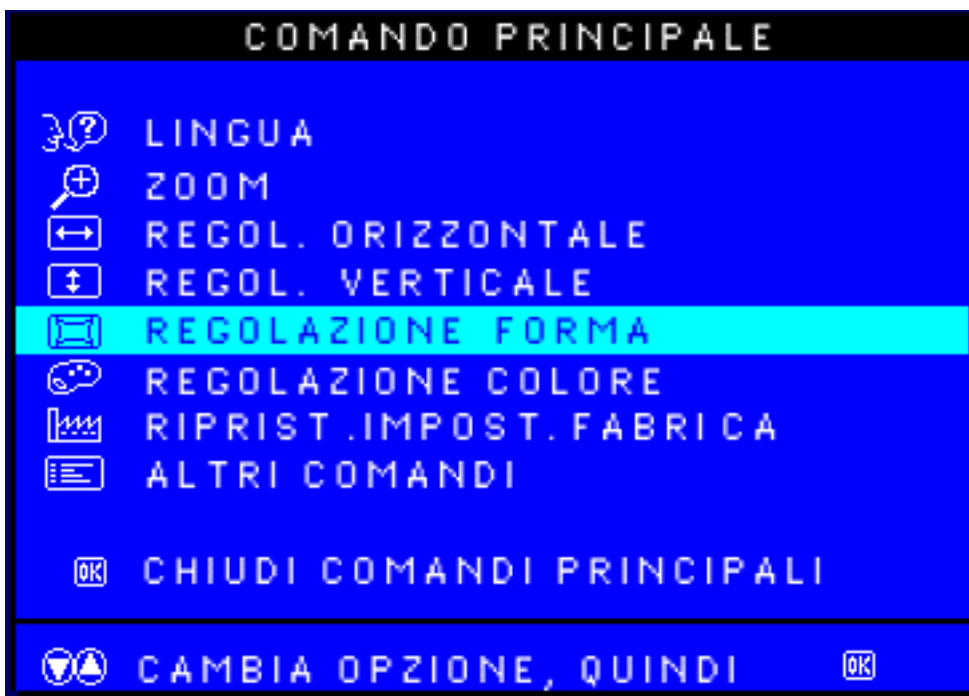 COMANDO PRINCIPALE
LINGUA
ZOOM
REGOL. ORIZZONTALE
REGOL. VERTICALE
REGOLAZIONE FORMA
REGOLAZIONE COLORE
RIPRIST.IMPOST.FABRICA
ALTRI COMANDI
OK CHIUDI COMANDI PRINCIPALI
CAMBIA OPZIONE, QUINDI OK